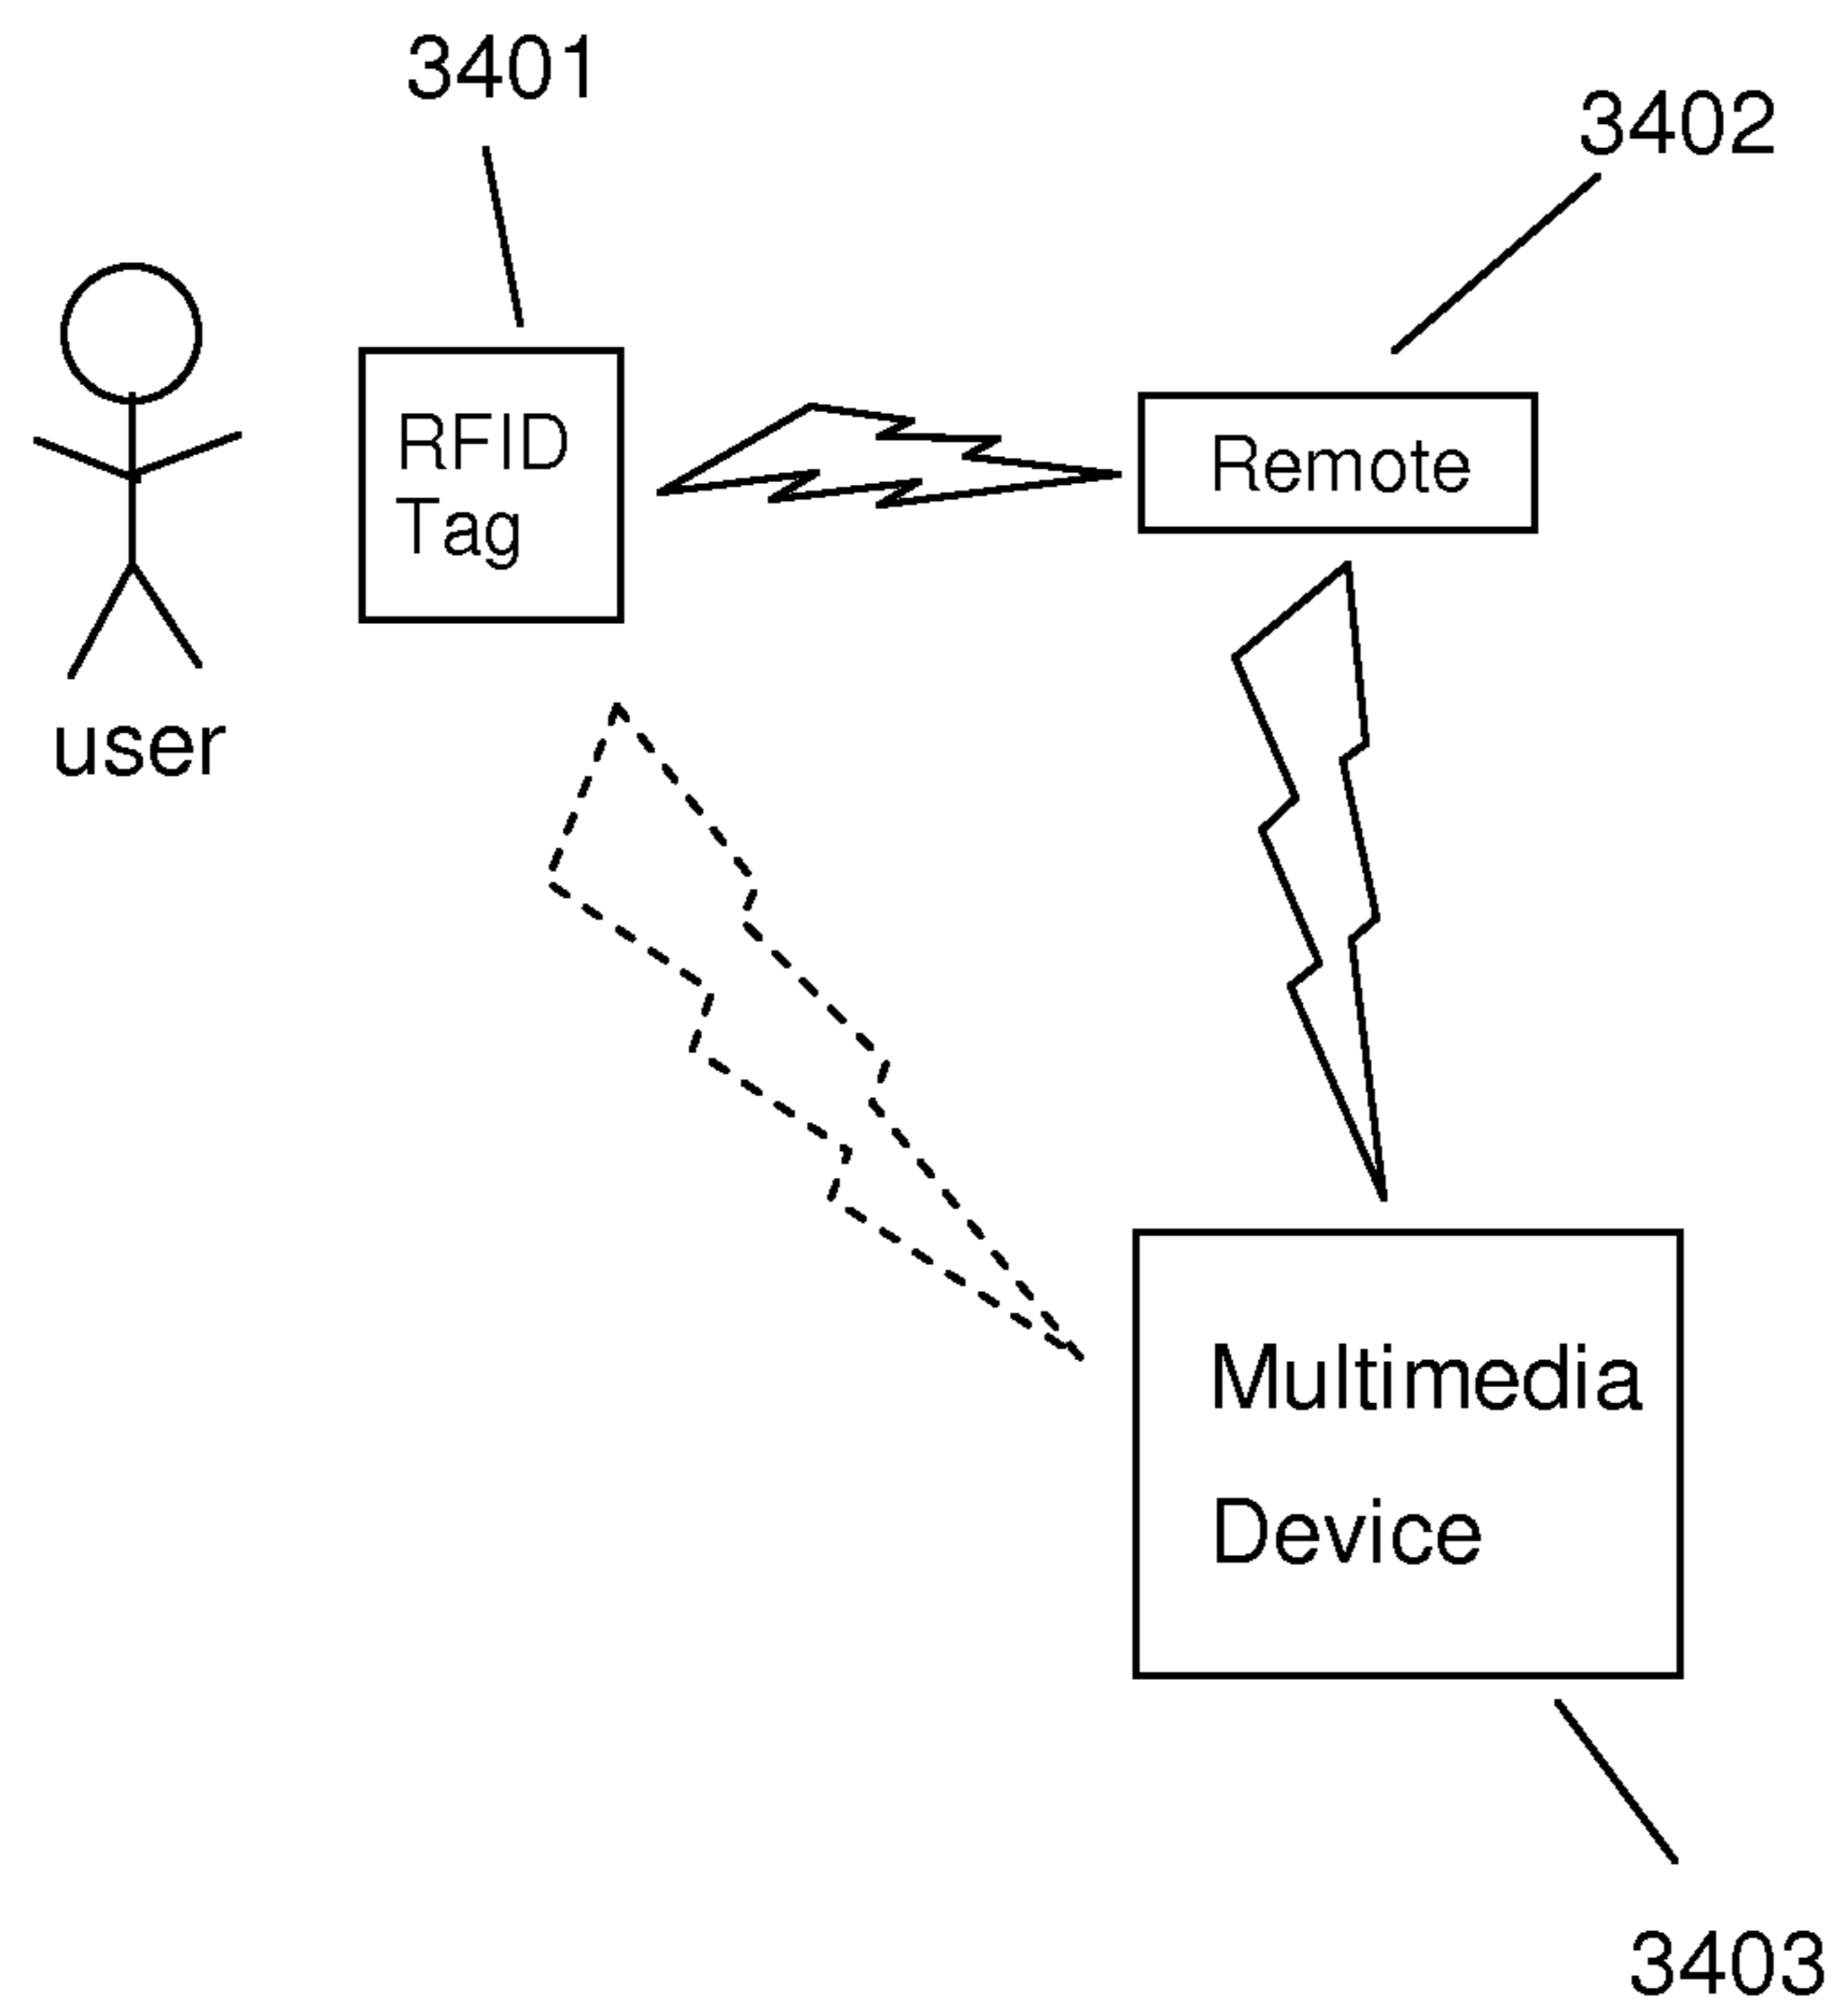 3401
3402
RFID
Tag
Remote
user
Multimedia
Device
3403